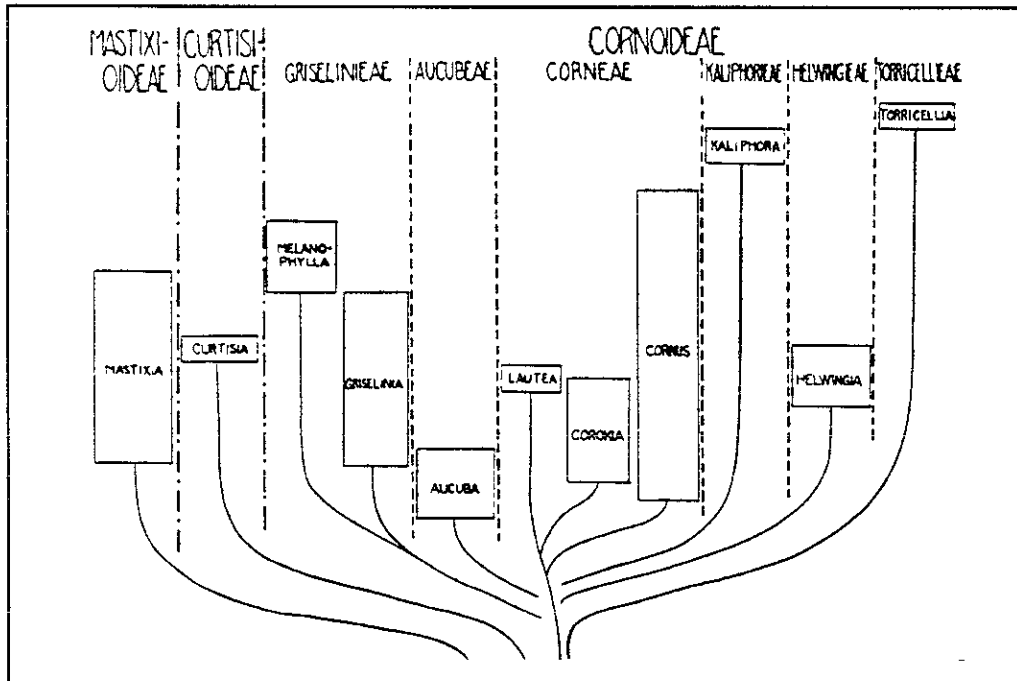 MASTIXI-
OIDEAE
CURTISI-
OIDEAE
CORNOIDEAE
GRISELINIEAE
AUCUBEAE
CORNEAE
KALIPHORIEAE
HELWINGIEAE
TORRICELLIEAE
TORRICELLIA
KALIPHORA
MELANO-
PHYLLA
MASTIXIA
CURTISIA
GRISELINIA
AUCUBA
LAUTEA
COROKIA
CORNUS
HELWINGIA